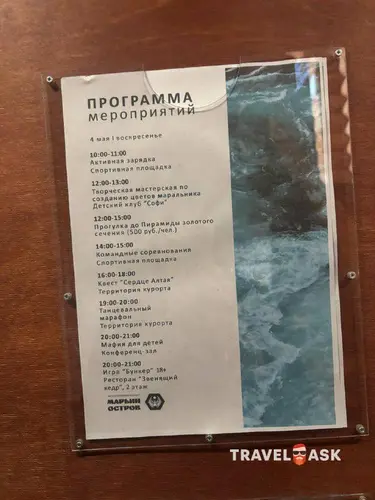 ПРОГРАММА
мероприятий
4 мая | воскресенье
10:00-11:00
Активная зарядка
Спортивная площадка
12:00-13:00
Творческая мастерская по
созданию цветов маральника
Детский клуб "Софи"
12:00-15:00
Прогулка до Пирамиды золотого
сечения (500 руб./чел.)
14:00-15:00
Командные соревнования
Спортивная площадка
16:00-18:00
Квест "Сердце Алтая"
Территория курорта
19:00-20:00
Танцевальный
марафон
Территория курорта
20:00-21:00
Мафия для детей
Конференц-зал
20:00-21:00
Игра "Бункер" 18+
Ресторан "Звенящий
кедр", 2 этаж
МАРЬИН
ОСТРОВ
TRAVEL ASK